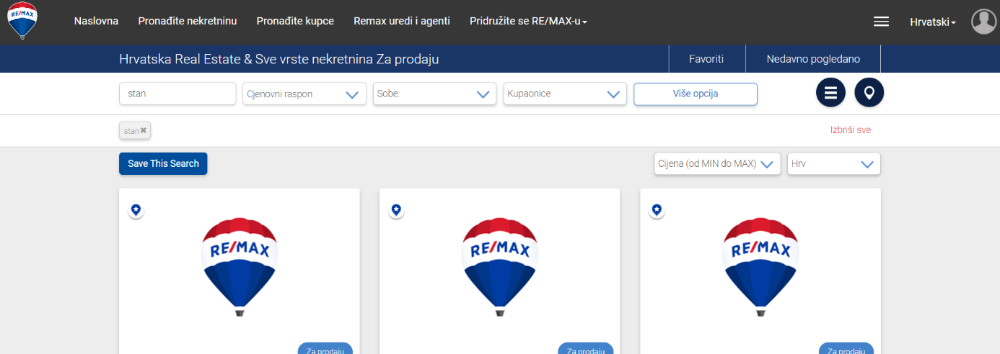 RE/MAX
Naslovna Pronađite nekretninu Pronađite kupce Remax uredi i agenti Pridružite se RE/MAX-u Hrvatski
Hrvatska Real Estate & Sve vrste nekretnina Za prodaju Favoriti Nedavno pogledano
stan Cjenovni raspon Sobe: Kupaonice Više opcija
stan Izbriši sve
Save This Search Cijena (od MIN do MAX) Hrv
RE/MAX RE/MAX RE/MAX
Za prodaju Za prodaju Za prodaju